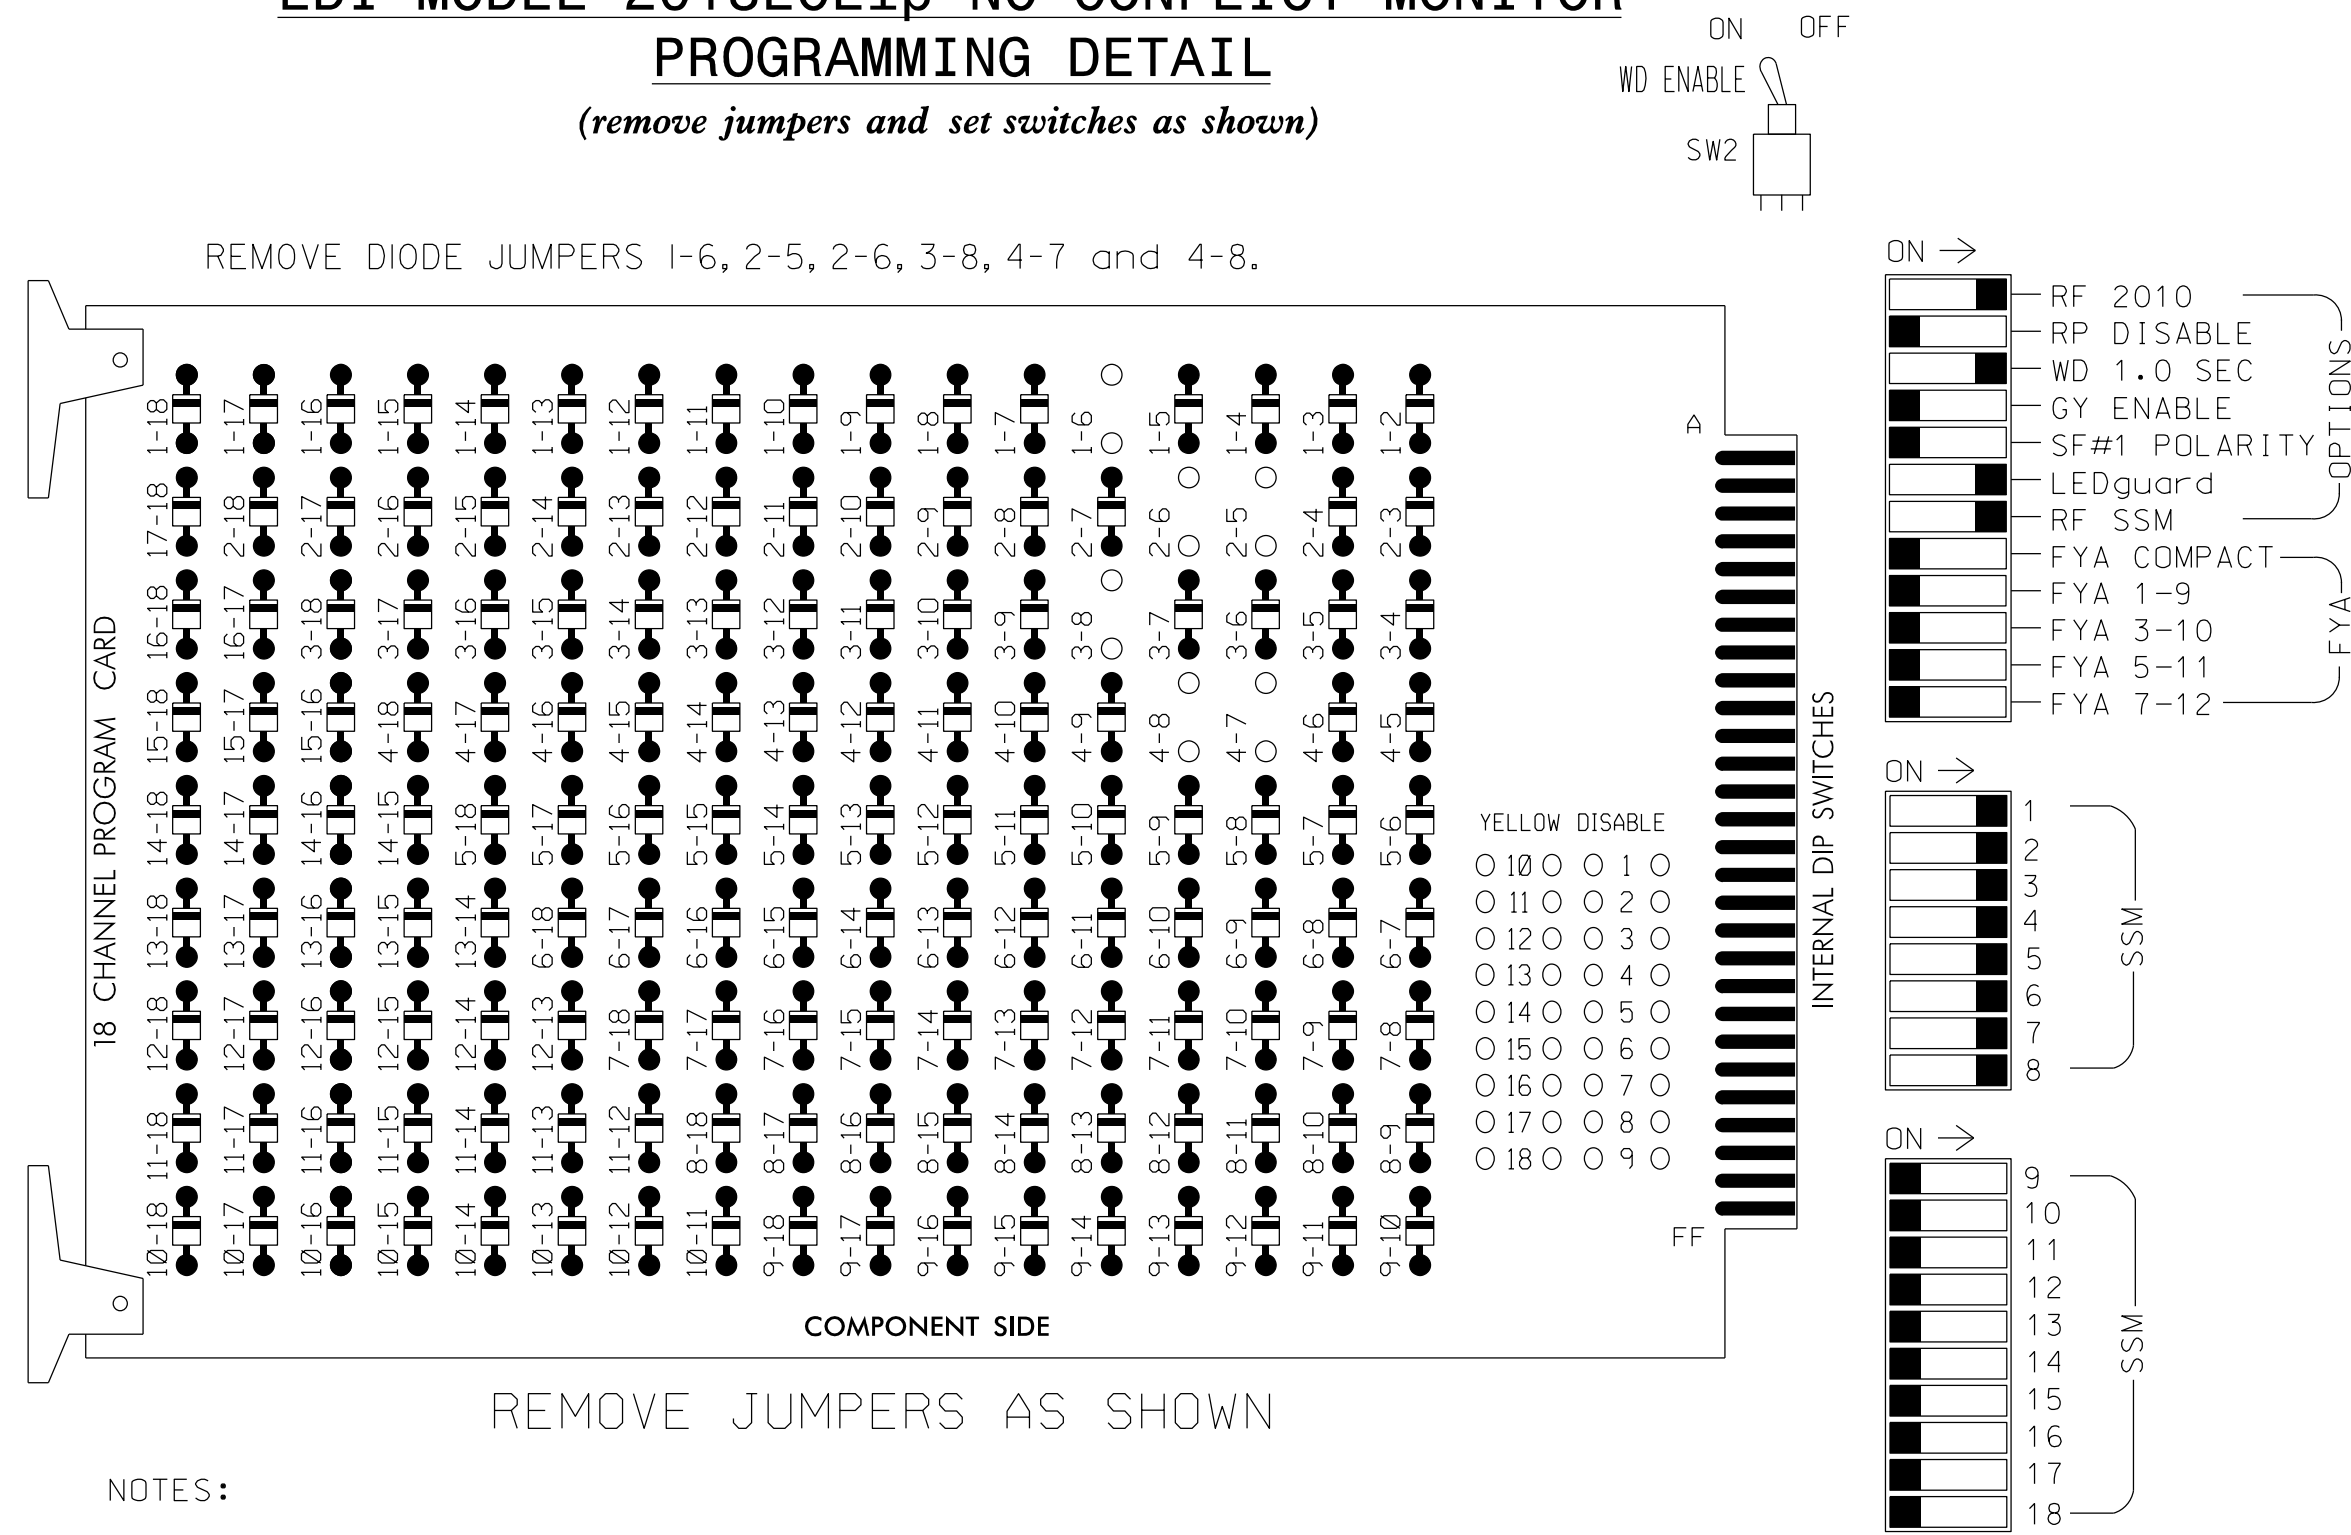 PROGRAMMING DETAIL
(remove jumpers and set switches as shown)
ON OFF
WD ENABLE
SW2
REMOVE DIODE JUMPERS 1-6, 2-5, 2-6, 3-8, 4-7 and 4-8.
18 CHANNEL PROGRAM CARD
1-18 1-17 1-16 1-15 1-14 1-13 1-12 1-11 1-10 1-9 1-8 1-7 1-6 1-5 1-4 1-3 1-2
17-18 2-18 2-17 2-16 2-15 2-14 2-13 2-12 2-11 2-10 2-9 2-8 2-7 2-6 2-5 2-4 2-3
16-18 16-17 3-18 3-17 3-16 3-15 3-14 3-13 3-12 3-11 3-10 3-9 3-8 3-7 3-6 3-5 3-4
15-18 15-17 15-16 4-18 4-17 4-16 4-15 4-14 4-13 4-12 4-11 4-10 4-9 4-8 4-7 4-6 4-5
14-18 14-17 14-16 14-15 5-18 5-17 5-16 5-15 5-14 5-13 5-12 5-11 5-10 5-9 5-8 5-7 5-6
13-18 13-17 13-16 13-15 13-14 6-18 6-17 6-16 6-15 6-14 6-13 6-12 6-11 6-10 6-9 6-8 6-7
12-18 12-17 12-16 12-15 12-14 12-13 7-18 7-17 7-16 7-15 7-14 7-13 7-12 7-11 7-10 7-9 7-8
11-18 11-17 11-16 11-15 11-14 11-13 11-12 8-18 8-17 8-16 8-15 8-14 8-13 8-12 8-11 8-10 8-9
10-18 10-17 10-16 10-15 10-14 10-13 10-12 10-11 9-18 9-17 9-16 9-15 9-14 9-13 9-12 9-11 9-10
YELLOW DISABLE
10 1
11 2
12 3
13 4
14 5
15 6
16 7
17 8
18 9
A
FF
COMPONENT SIDE
INTERNAL DIP SWITCHES
ON →
RF 2010
RP DISABLE
WD 1.0 SEC
GY ENABLE
SF#1 POLARITY
LEDguard
RF SSM
OPTIONS
FYA COMPACT
FYA 1-9
FYA 3-10
FYA 5-11
FYA 7-12
FYA
ON →
1
2
3
4
5
6
7
8
SSM
ON →
9
10
11
12
13
14
15
16
17
18
SSM
REMOVE JUMPERS AS SHOWN
NOTES: